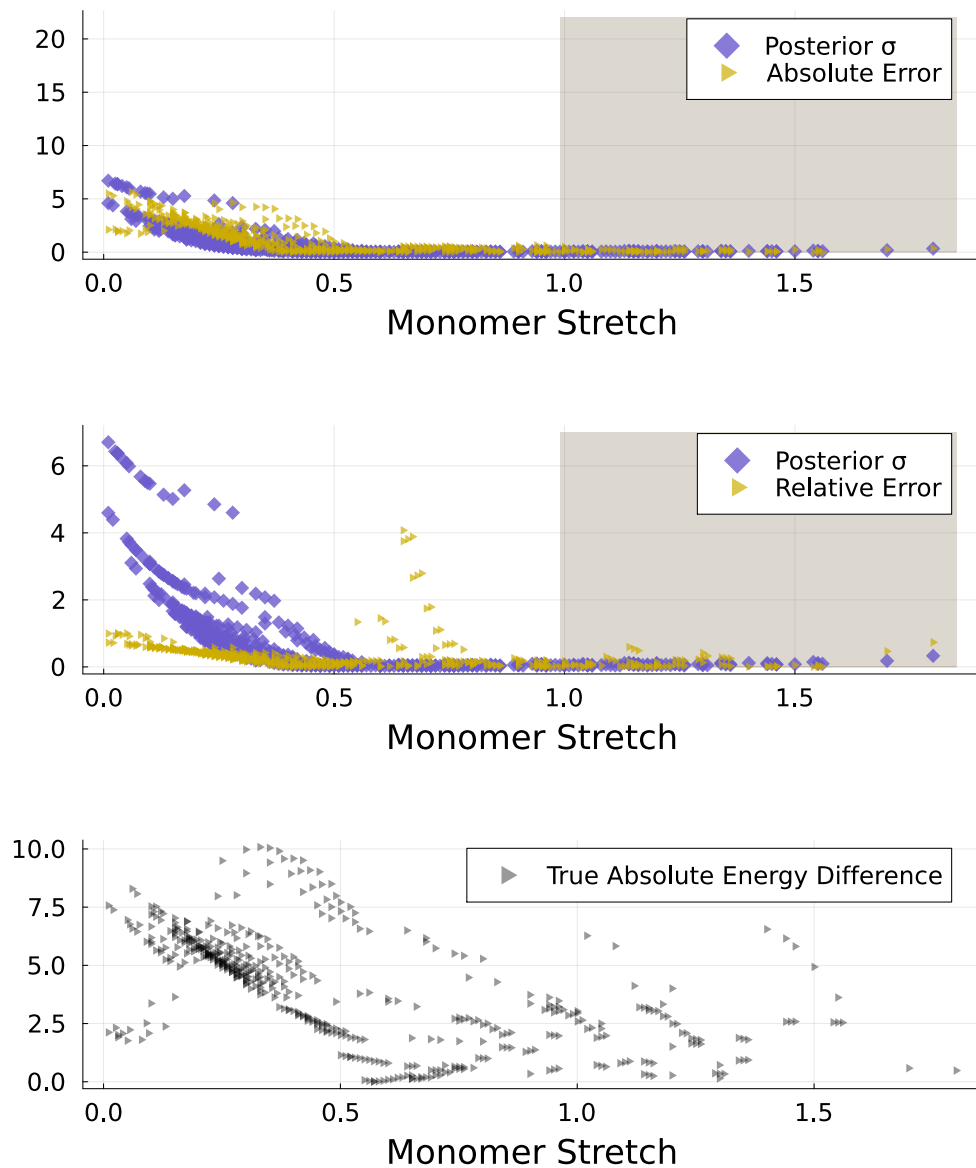 20
15
10
5
0
Posterior σ
Absolute Error
0.0 0.5 1.0 1.5
Monomer Stretch
6
4
2
0
Posterior σ
Relative Error
0.0 0.5 1.0 1.5
Monomer Stretch
10.0
7.5
5.0
2.5
0.0
True Absolute Energy Difference
0.0 0.5 1.0 1.5
Monomer Stretch